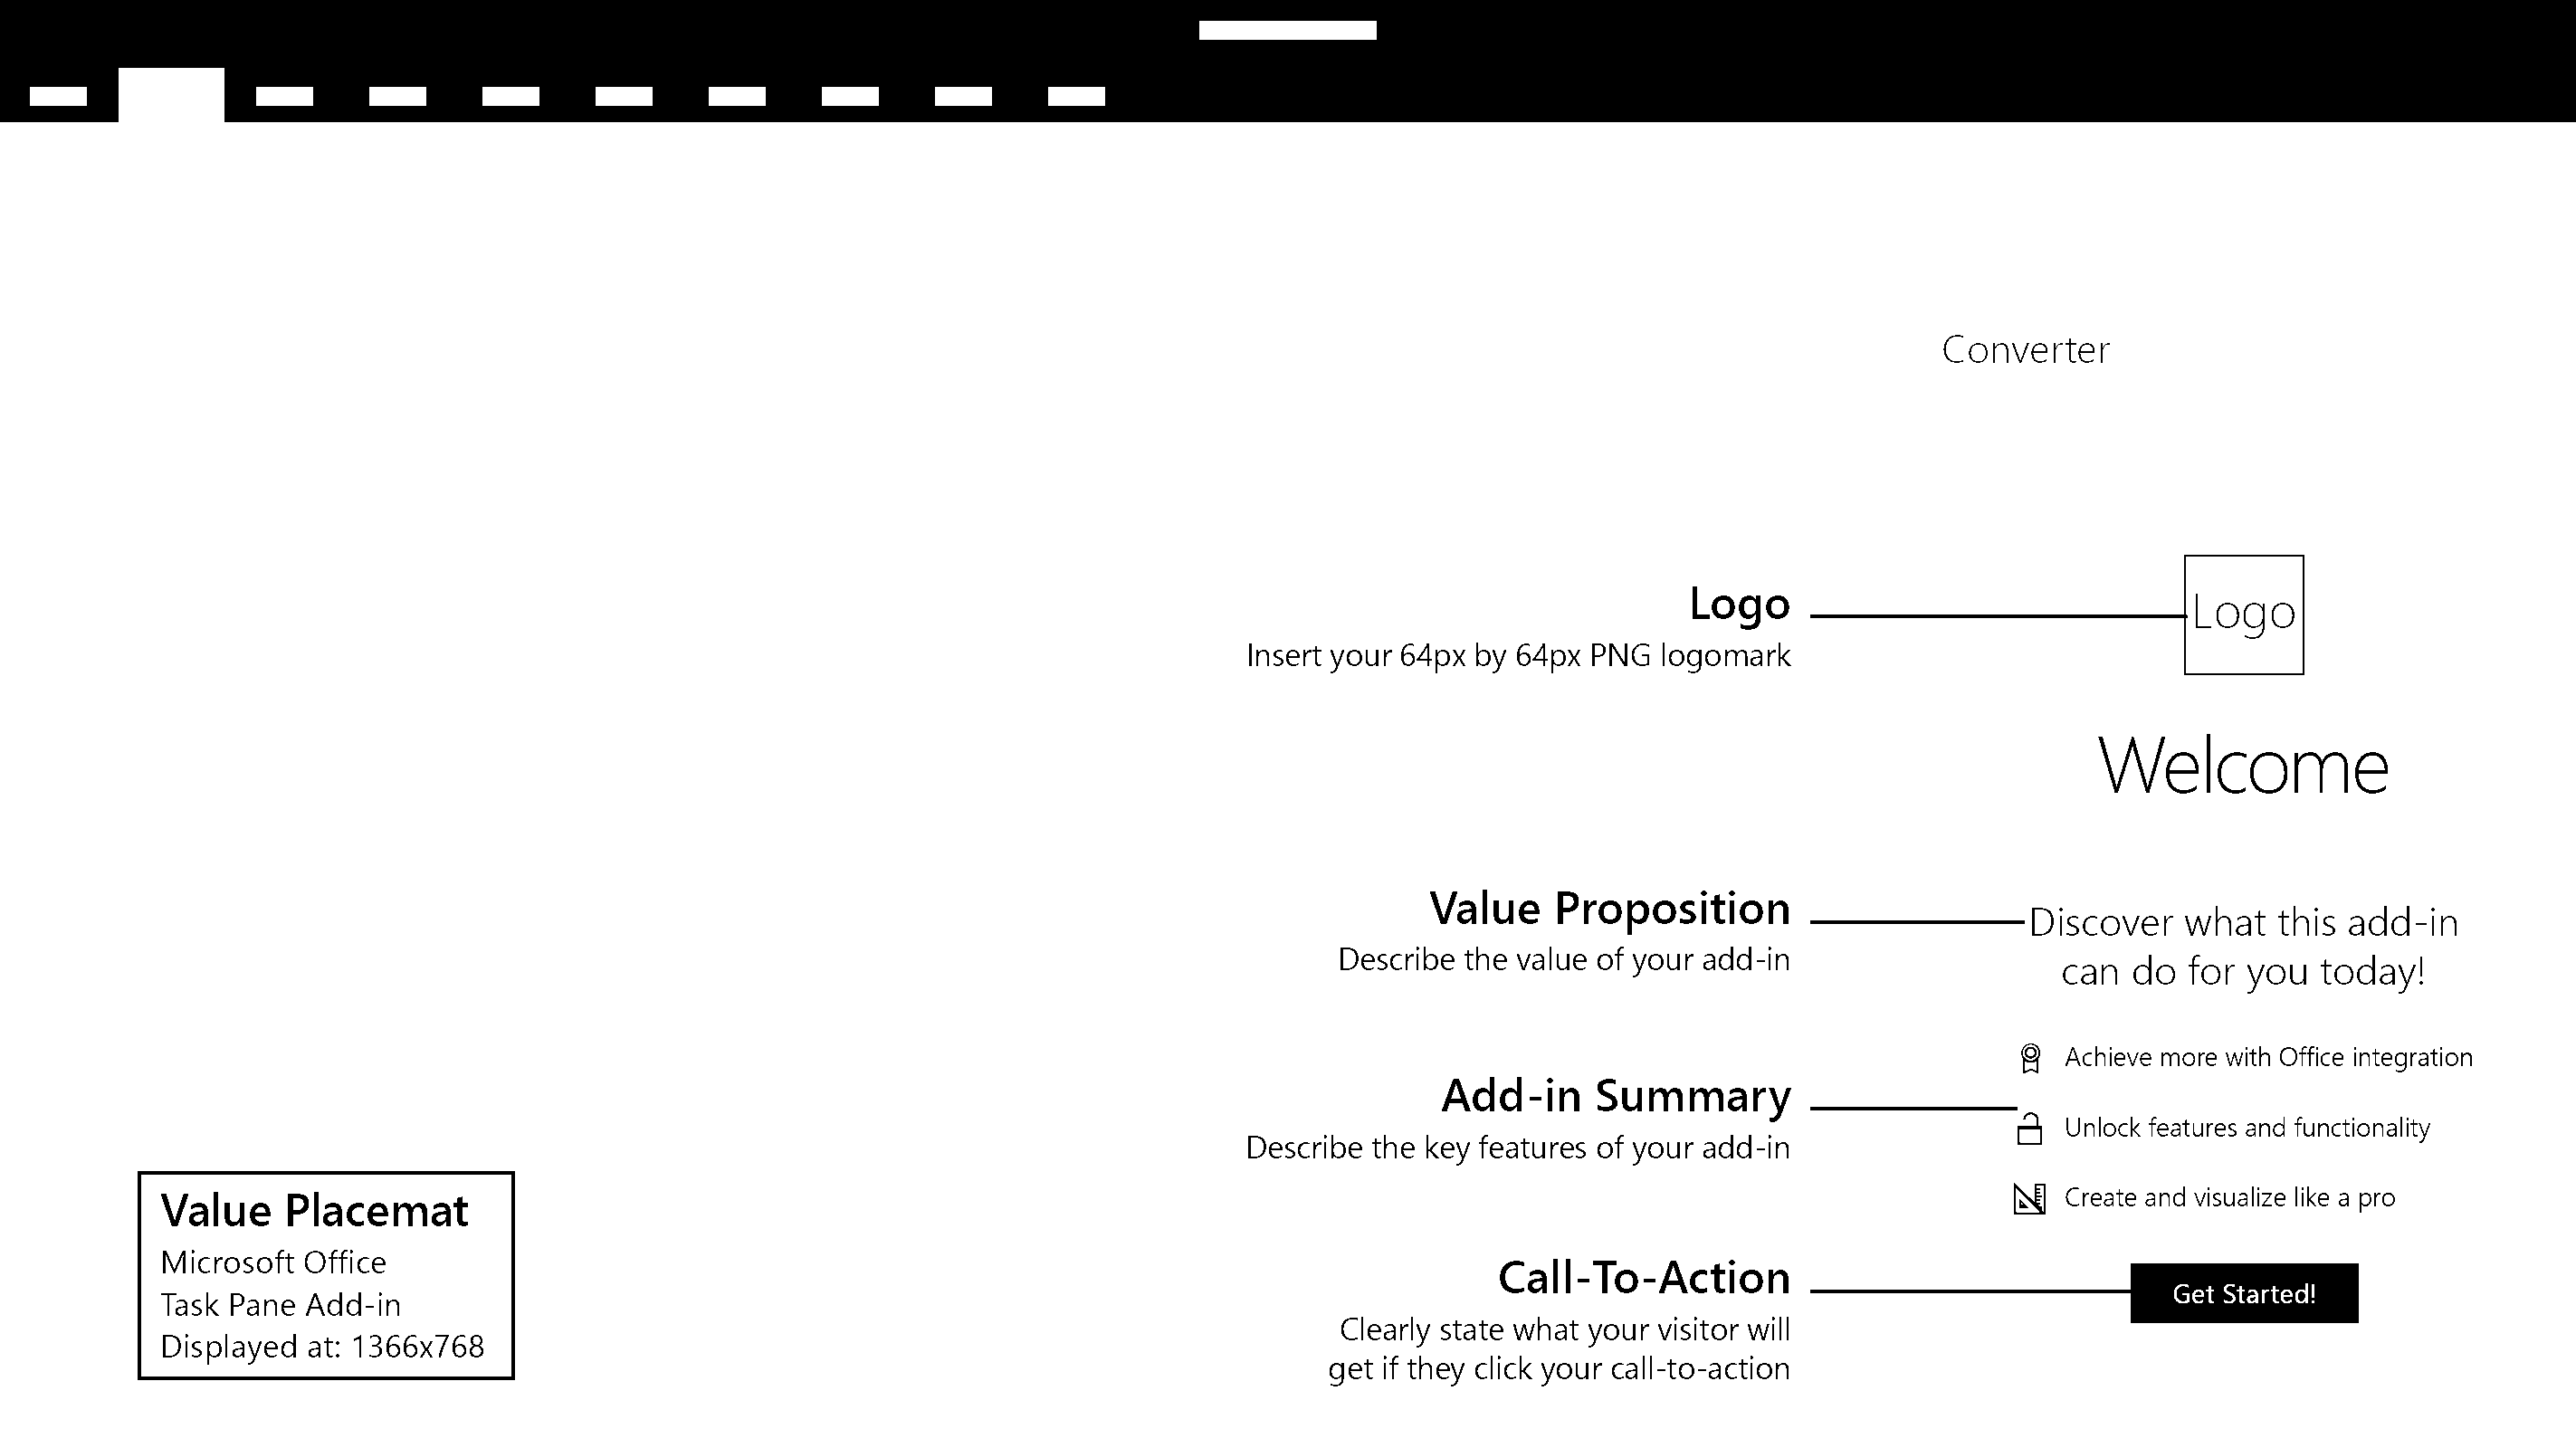 Converter
Logo
Insert your 64px by 64px PNG logomark
Logo
Welcome
Value Proposition
Describe the value of your add-in
Discover what this add-in
can do for you today!
Add-in Summary
Describe the key features of your add-in
Achieve more with Office integration
Unlock features and functionality
Create and visualize like a pro
Call-To-Action
Clearly state what your visitor will
get if they click your call-to-action
Get Started!
Value Placemat
Microsoft Office
Task Pane Add-in
Displayed at: 1366x768